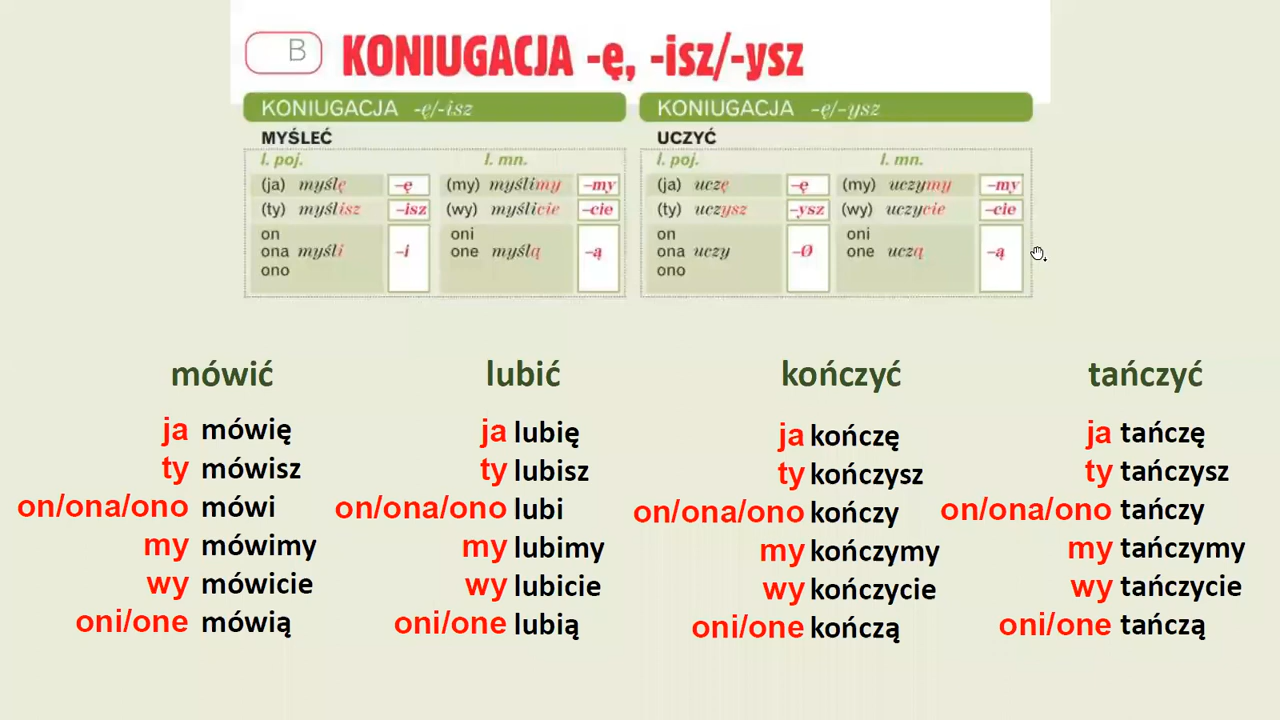 B KONIUGACJA -ę, -isz/-ysz
KONIUGACJA -ę/-isz
MYŚLEĆ
l. poj. l. mn.
(ja) myślę –ę (my) myślimy –my
(ty) myślisz –isz (wy) myślicie –cie
on oni
ona myśli –i one myślą –ą
ono
KONIUGACJA -ę/-ysz
UCZYĆ
l. poj. l. mn.
(ja) uczę –ę (my) uczymy –my
(ty) uczysz –ysz (wy) uczycie –cie
on oni
ona uczy –Ø one uczą –ą
ono
mówić
ja mówię
ty mówisz
on/ona/ono mówi
my mówimy
wy mówicie
oni/one mówią
lubić
ja lubię
ty lubisz
on/ona/ono lubi
my lubimy
wy lubicie
oni/one lubią
kończyć
ja kończę
ty kończysz
on/ona/ono kończy
my kończymy
wy kończycie
oni/one kończą
tańczyć
ja tańczę
ty tańczysz
on/ona/ono tańczy
my tańczymy
wy tańczycie
oni/one tańczą